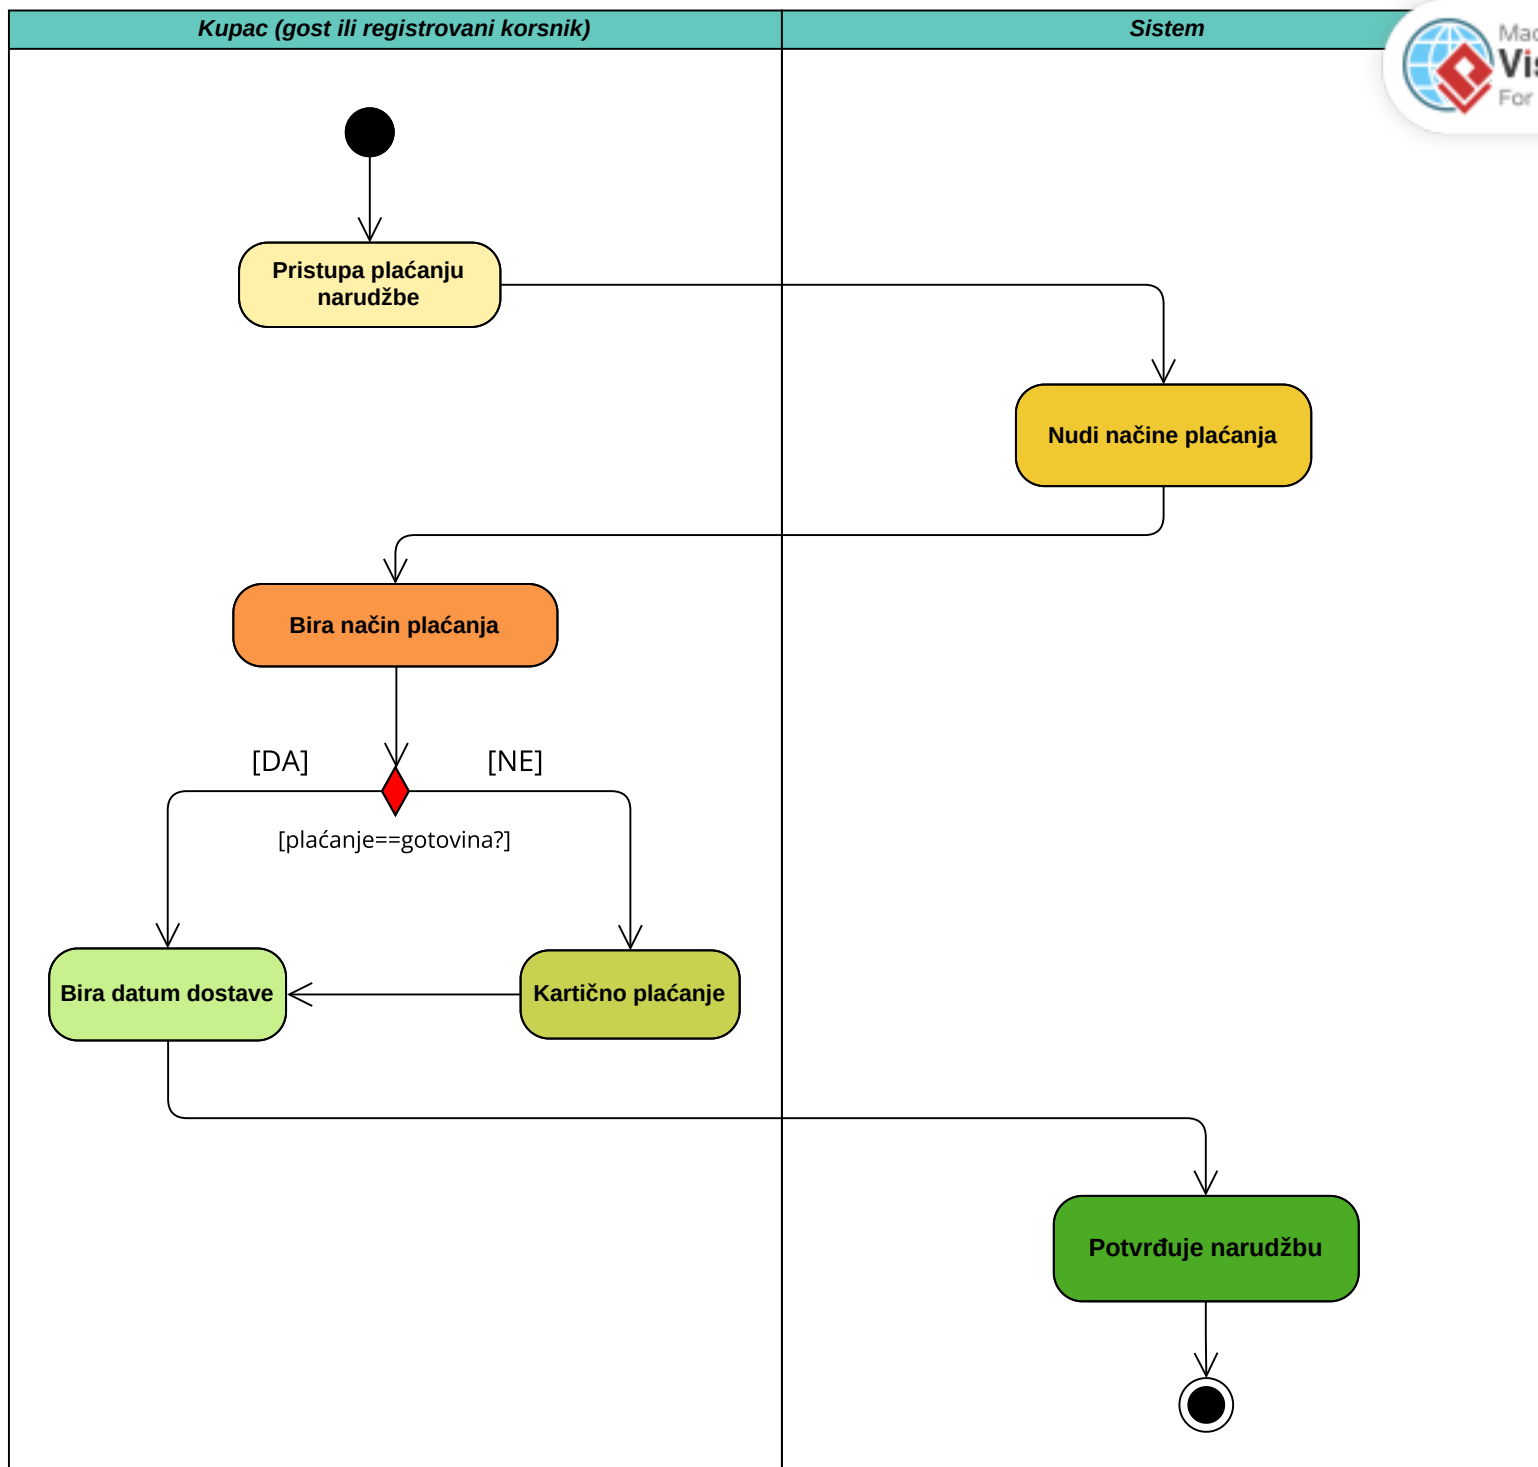 Kupac (gost ili registrovani korsnik)
Sistem
For
Pristupa plaćanju
narudžbe
Nudi načine plaćanja
Bira način plaćanja
[DA]
[NE]
[plaćanje==gotovina?]
Bira datum dostave
Kartično plaćanje
Potvrđuje narudžbu